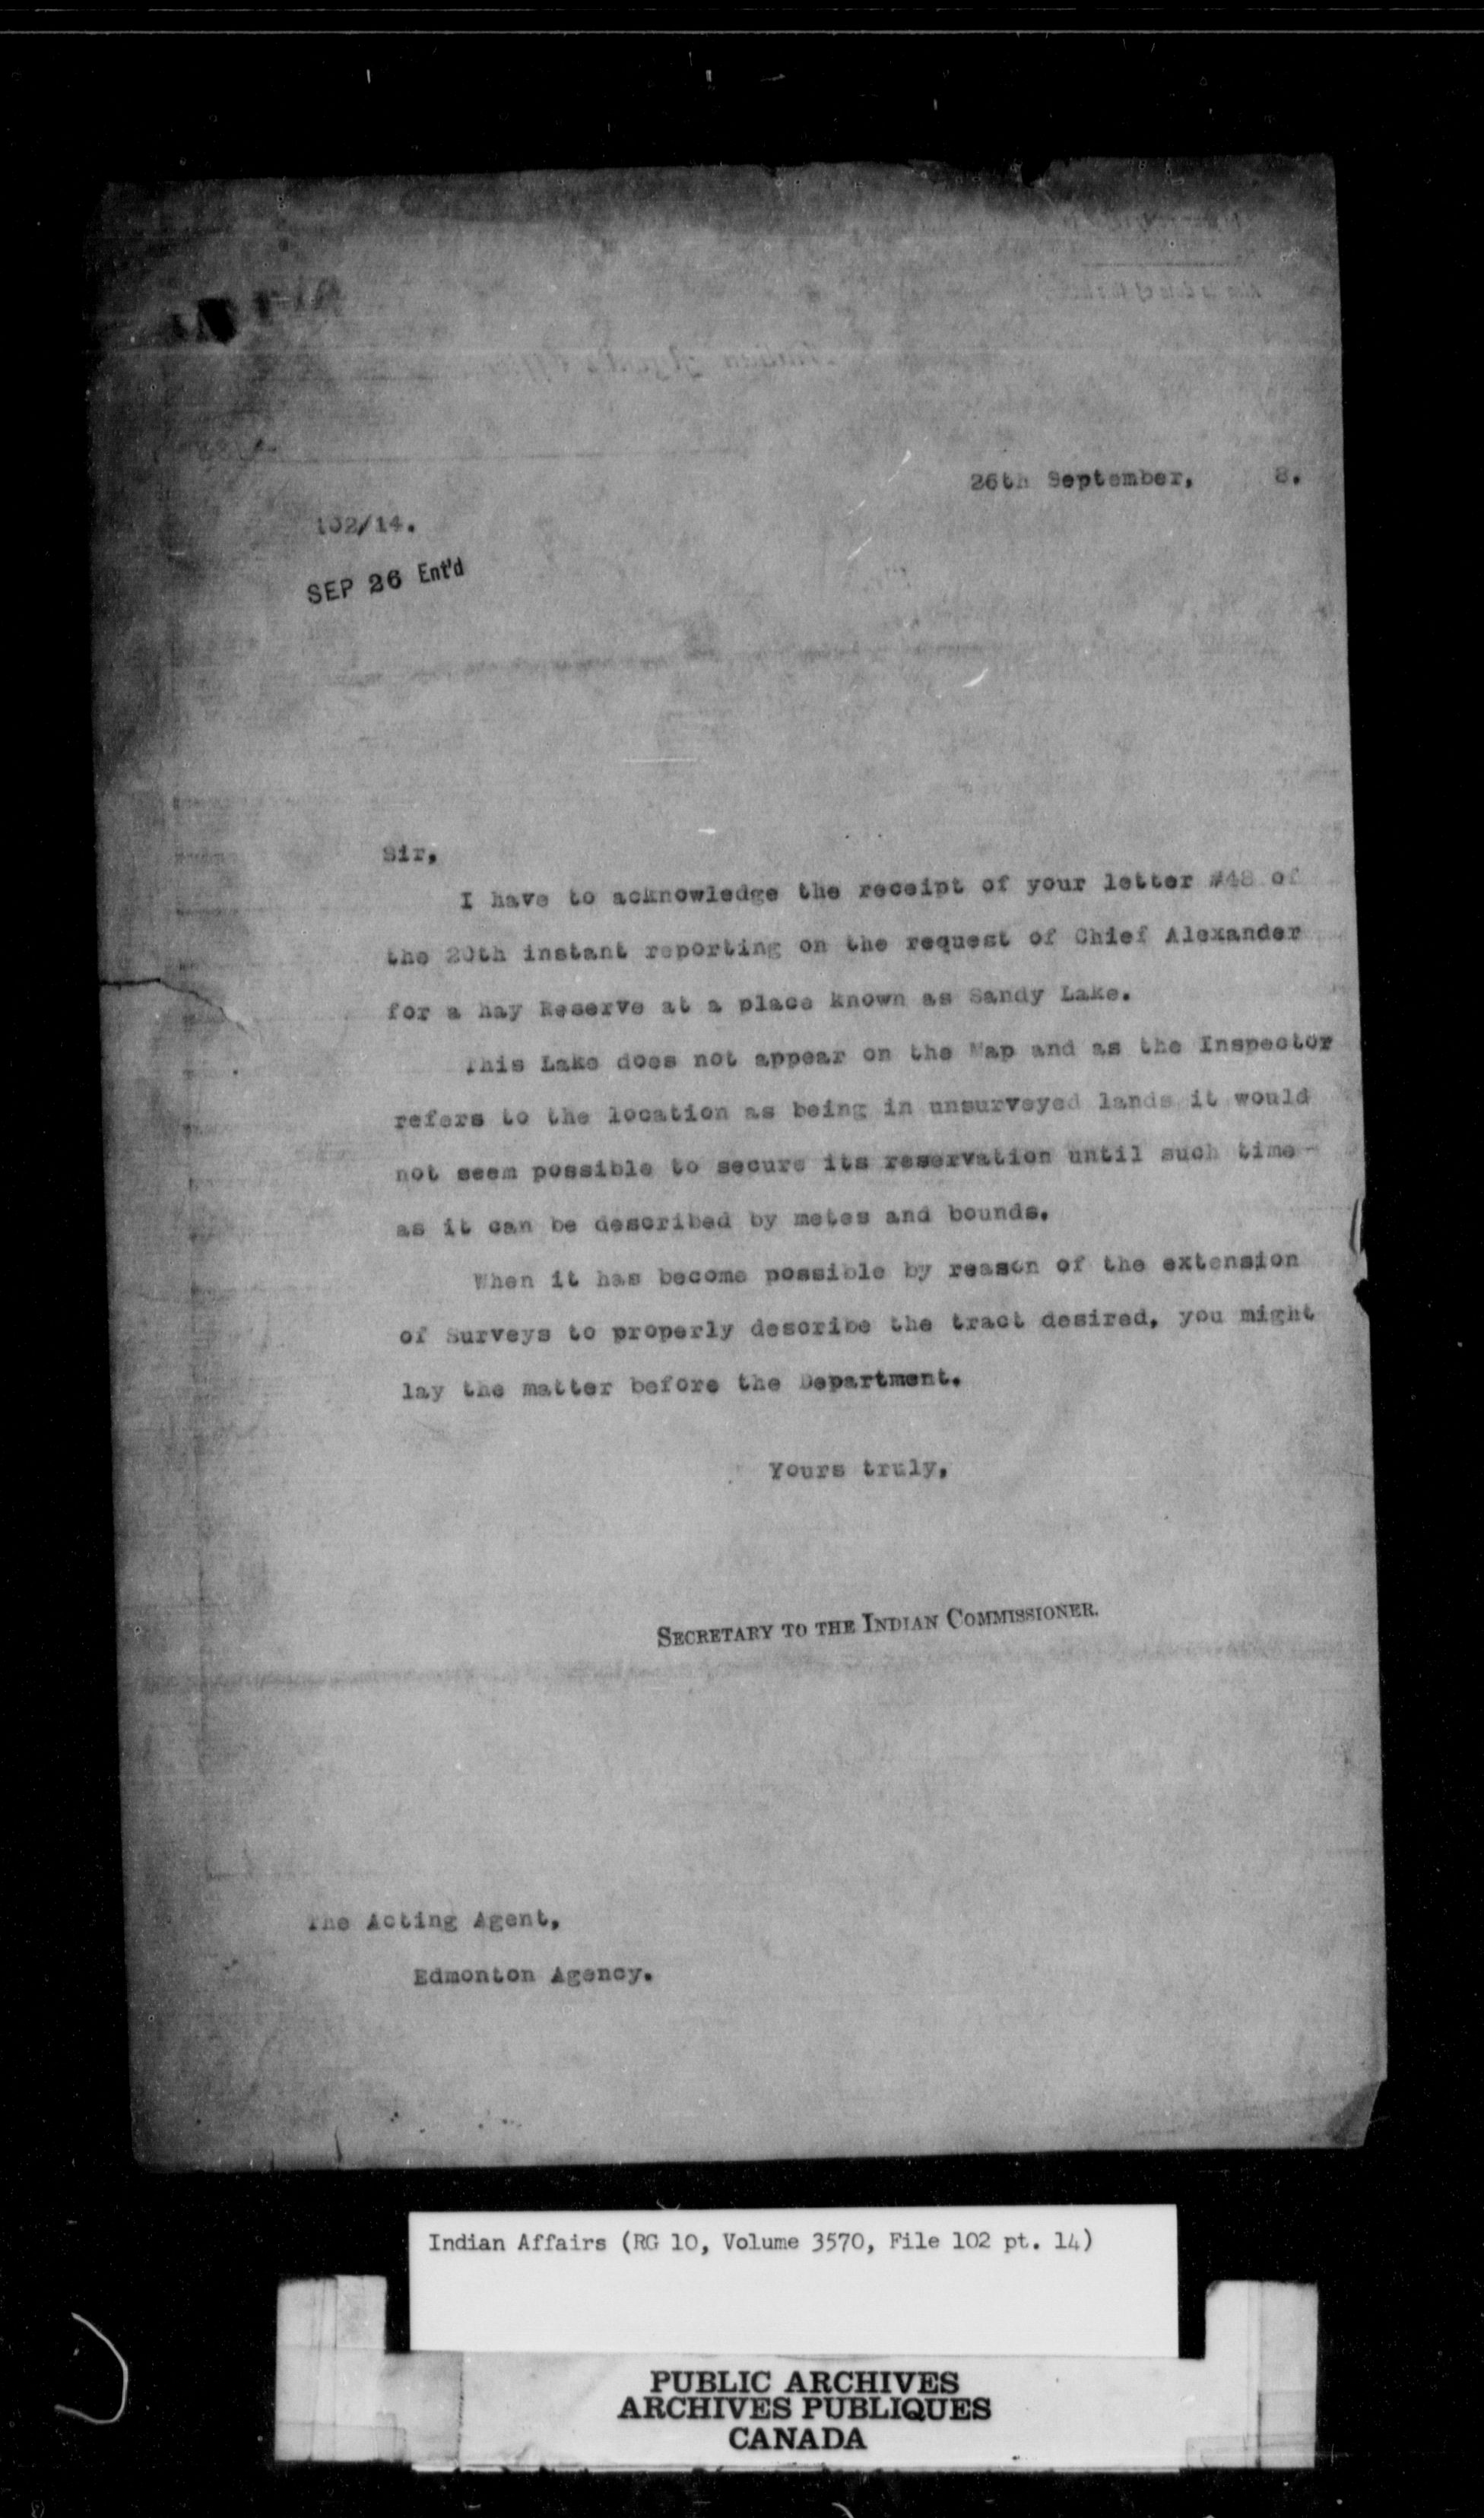 26th September, 8.
102/14.
SEP 26 Ent'd
Sir,
I have to acknowledge the receipt of your letter #48 of
the 20th instant reporting on the request of Chief Alexander
for a hay Reserve at a place known as Sandy Lake.
This Lake does not appear on the Map and as the Inspector
refers to the location as being in unsurveyed lands it would
not seem possible to secure its reservation until such time -
as it can be described by metes and bounds.
When it has become possible by reason of the extension
of Surveys to properly describe the tract desired, you might
lay the matter before the Department.
Yours truly,
SECRETARY TO THE INDIAN COMMISSIONER.
The Acting Agent,
Edmonton Agency.
Indian Affairs (RG 10, Volume 3570, File 102 pt. 14)
PUBLIC ARCHIVES
ARCHIVES PUBLIQUES
CANADA